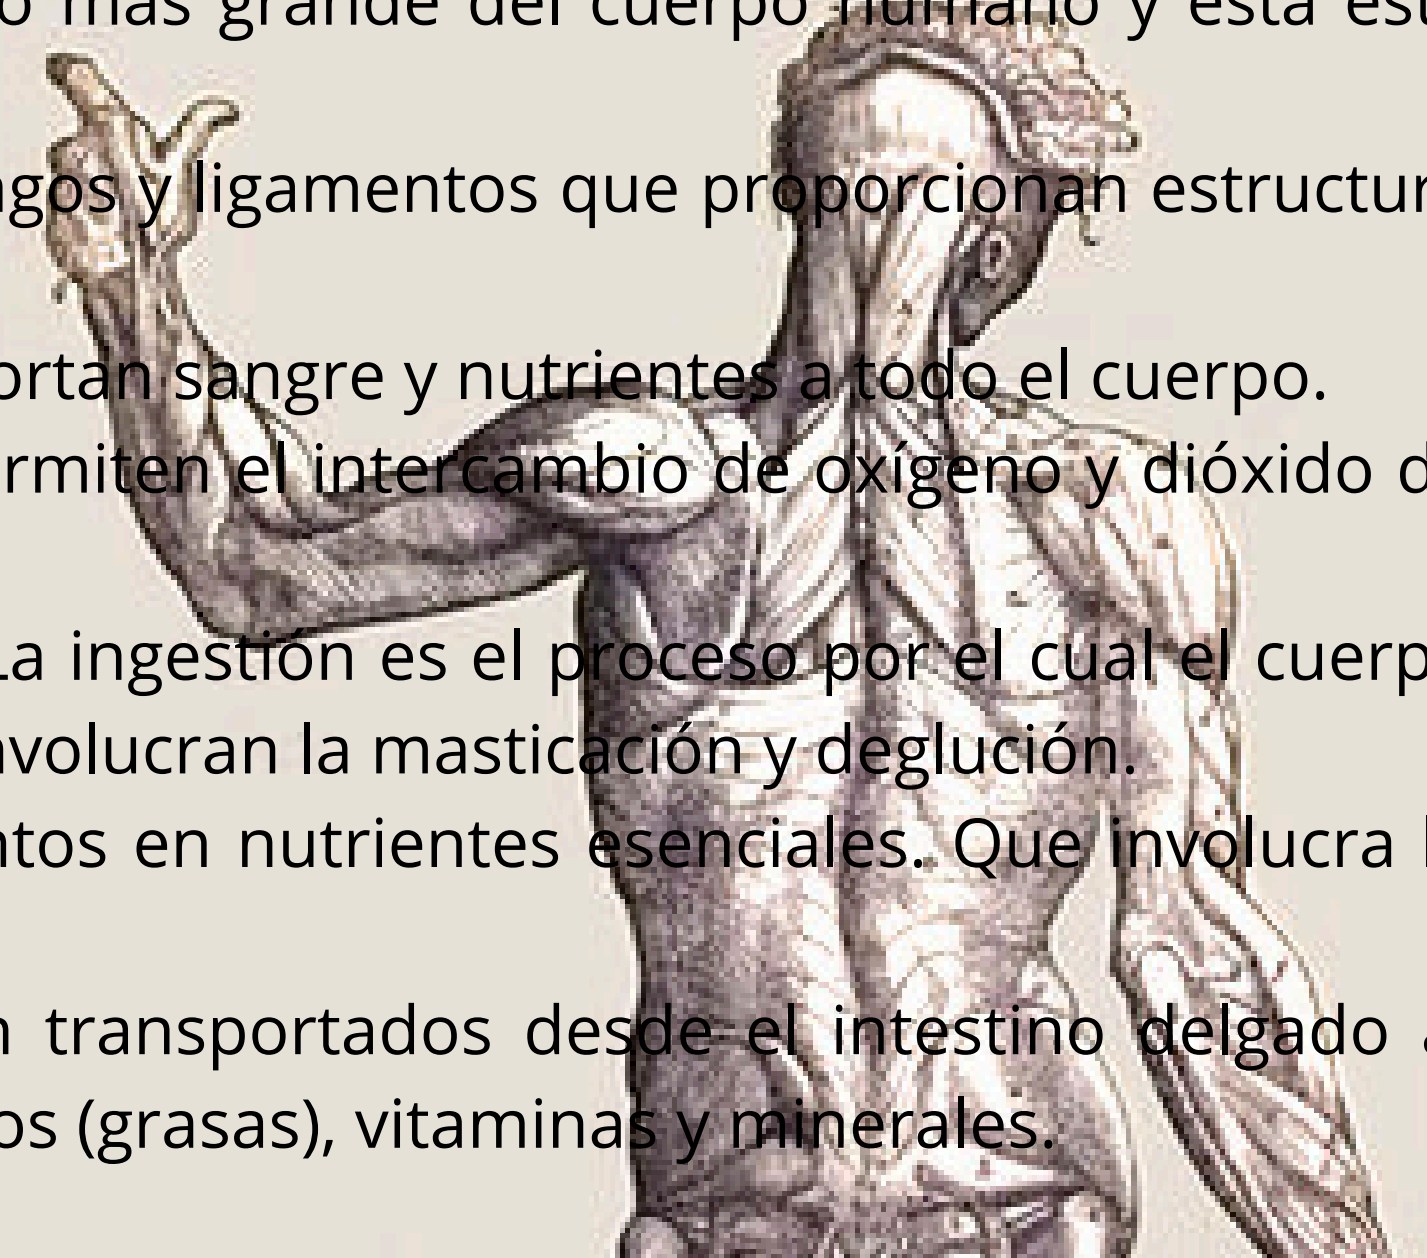 o más grande del cuerpo humano y está est
agos y ligamentos que proporcionan estructur
ortan sangre y nutrientes a todo el cuerpo.
rmiten el intercambio de oxígeno y dióxido d
La ingestión es el proceso por el cual el cuerp
nvolucran la masticación y deglución.
ntos en nutrientes esenciales. Que involucra l
n transportados desde el intestino delgado a
os (grasas), vitaminas y minerales.